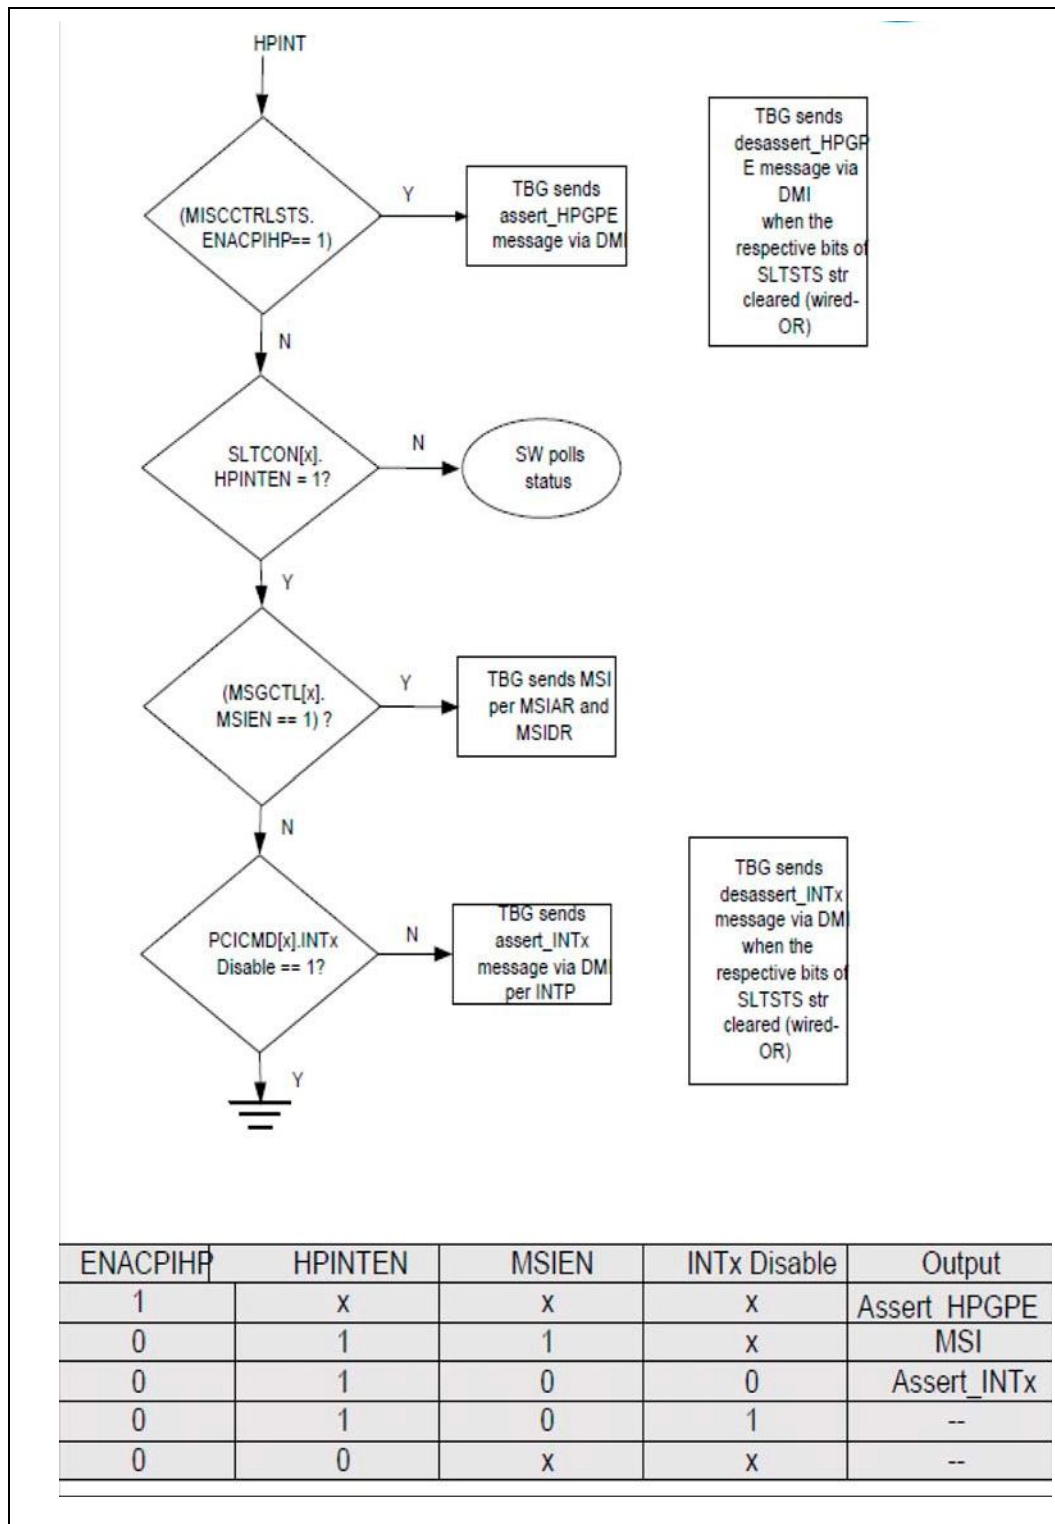 HPINT
(MISCCTRLSTS.
ENACPIHP== 1)
Y
TBG sends
assert_HPGPE
message via DMI
TBG sends
desassert_HPGP
E message via
DMI
when the
respective bits of
SLTSTS str
cleared (wired-
OR)
N
SLTCON[x].
HPINTEN = 1?
N
SW polls
status
Y
(MSGCTL[x].
MSIEN == 1) ?
Y
TBG sends MSI
per MSIAR and
MSIDR
N
PCICMD[x].INTx
Disable == 1?
N
TBG sends
assert_INTx
message via DMI
per INTP
TBG sends
desassert_INTx
message via DMI
when the
respective bits of
SLTSTS str
cleared (wired-
OR)
Y
ENACPIHP HPINTEN MSIEN INTx Disable Output
1 x x x Assert_HPGPE
0 1 1 x MSI
0 1 0 0 Assert_INTx
0 1 0 1 --
0 0 x x --